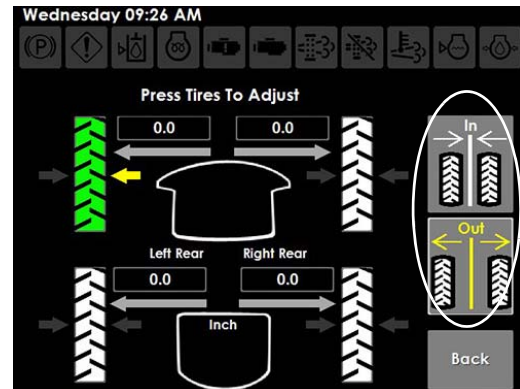 Wednesday 09:26 AM
Press Tires To Adjust
0.0 0.0
In
Left Rear Right Rear
Out
0.0 0.0
Inch
Back